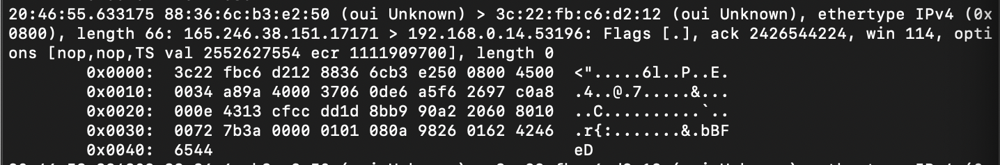 20:46:55.633175 88:36:6c:b3:e2:50 (oui Unknown) > 3c:22:fb:c6:d2:12 (oui Unknown), ethertype IPv4 (0x
0800), length 66: 165.246.38.151.17171 > 192.168.0.14.53196: Flags [.], ack 2426544224, win 114, opti
ons [nop,nop,TS val 2552627554 ecr 1111909700], length 0
0x0000:  3c22 fbc6 d212 8836 6cb3 e250 0800 4500  <".....6l..P..E.
0x0010:  0034 a89a 4000 3706 0de6 a5f6 2697 c0a8  .4..@.7.....&...
0x0020:  000e 4313 cfcc dd1d 8bb9 90a2 2060 8010  ..C..........`..
0x0030:  0072 7b3a 0000 0101 080a 9826 0162 4246  .r{:.......&.bBF
0x0040:  6544                                     eD